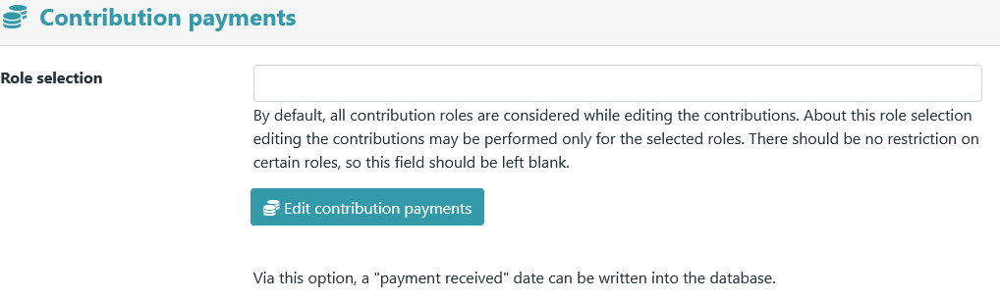 Contribution payments
Role selection
By default, all contribution roles are considered while editing the contributions. About this role selection
editing the contributions may be performed only for the selected roles. There should be no restriction on
certain roles, so this field should be left blank.
Edit contribution payments
Via this option, a "payment received" date can be written into the database.